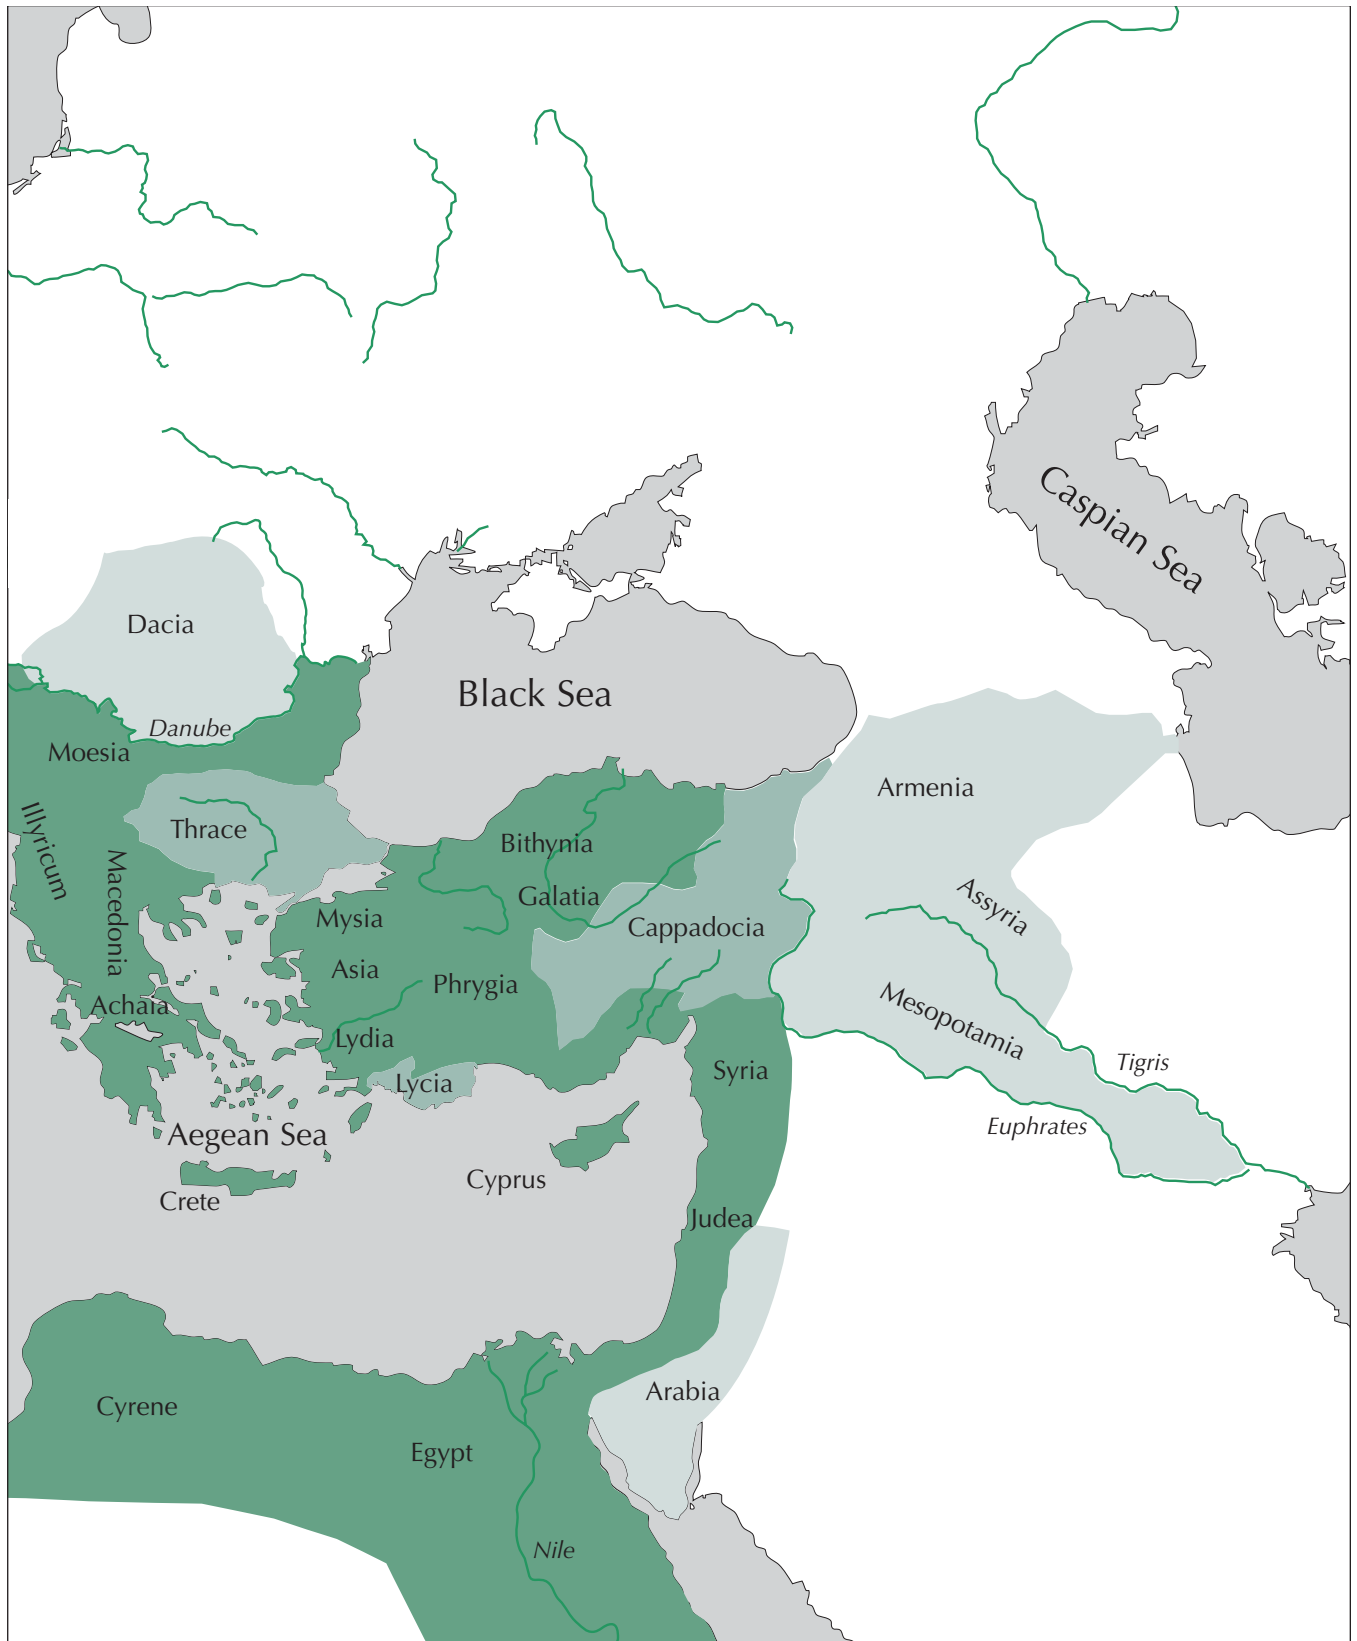 Caspian Sea
Dacia
Black Sea
Danube
Moesia
Armenia
Thrace
Illyricum
Bithynia
Macedonia
Galatia
Assyria
Mysia
Cappadocia
Asia
Phrygia
Achaia
Mesopotamia
Lydia
Tigris
Syria
Lycia
Euphrates
Aegean Sea
Cyprus
Crete
Judea
Arabia
Cyrene
Egypt
Nile